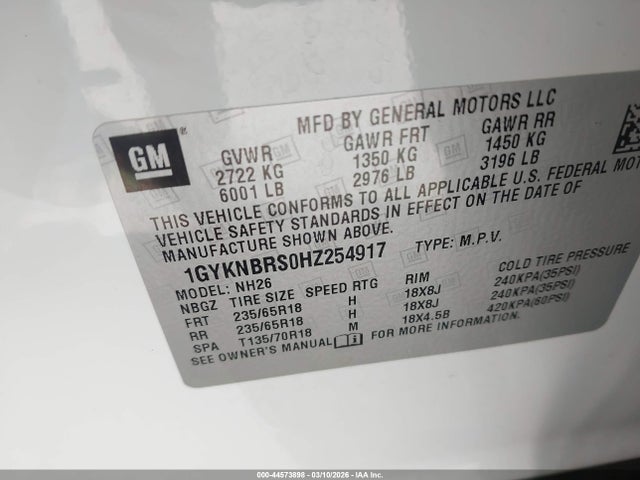 MFD BY GENERAL MOTORS LLC
GM®
GVWR GAWR FRT GAWR RR
2722 KG 1350 KG 1450 KG
6001 LB 2976 LB 3196 LB
THIS VEHICLE CONFORMS TO ALL APPLICABLE U.S. FEDERAL MOT
VEHICLE SAFETY STANDARDS IN EFFECT ON THE DATE OF
MANUFACTURE SHOWN ABOVE.
1GYKNBRS0HZ254917 TYPE: M.P.V.
MODEL: NH26
NBGZ TIRE SIZE SPEED RTG RIM COLD TIRE PRESSURE
FRT 235/65R18 H 18X8J 240KPA(35PSI)
RR 235/65R18 H 18X8J 240KPA(35PSI)
SPA T135/70R18 M 18X4.5B 420KPA(60PSI)
SEE OWNER'S MANUAL FOR MORE INFORMATION.
000-44573898 - 03/10/2026 - IAA Inc.